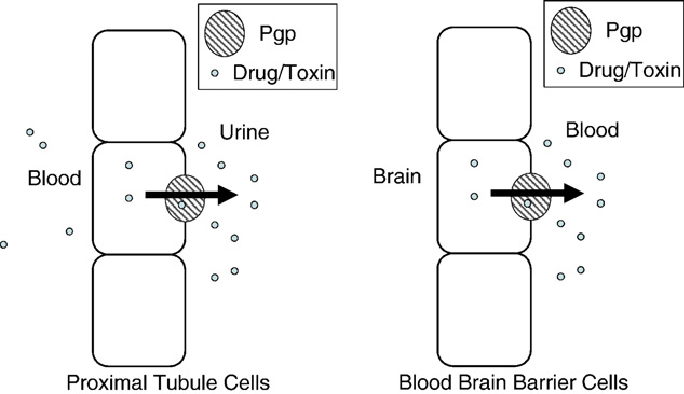 Pgp
Drug/Toxin
Urine
Blood
Proximal Tubule Cells
Pgp
Drug/Toxin
Blood
Brain
Blood Brain Barrier Cells